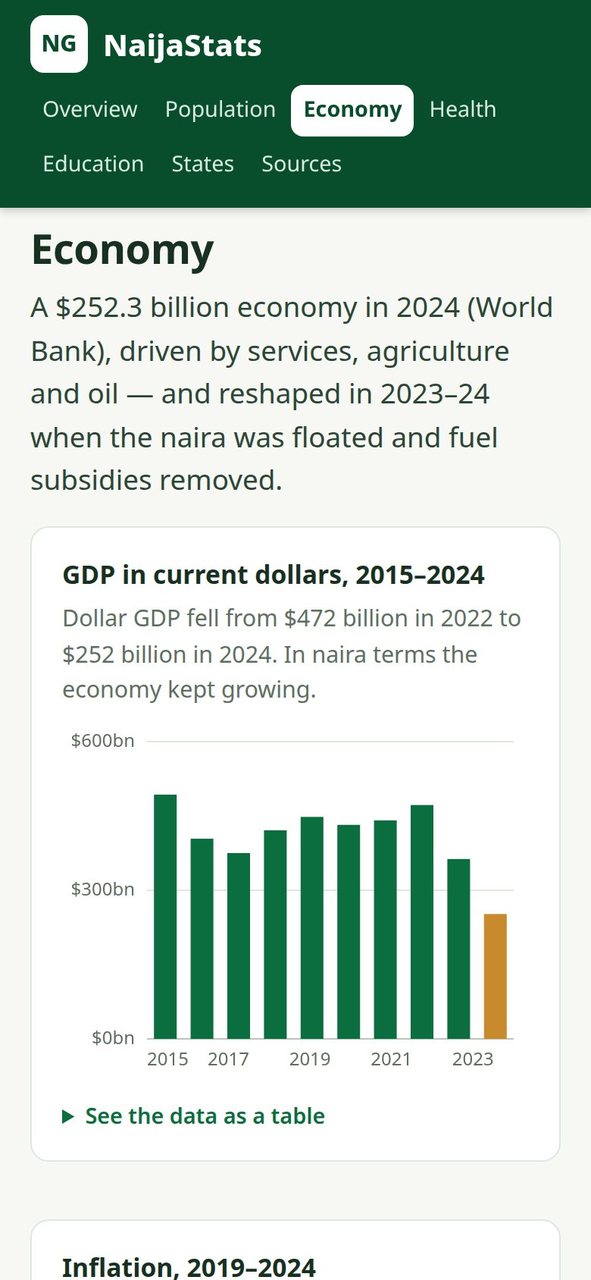 NG NaijaStats
Overview Population Economy Health
Education States Sources
Economy
A $252.3 billion economy in 2024 (World
Bank), driven by services, agriculture
and oil — and reshaped in 2023–24
when the naira was floated and fuel
subsidies removed.
GDP in current dollars, 2015–2024
Dollar GDP fell from $472 billion in 2022 to
$252 billion in 2024. In naira terms the
economy kept growing.
$600bn
$300bn
$0bn
2015 2017 2019 2021 2023
▶ See the data as a table
Inflation, 2019–2024